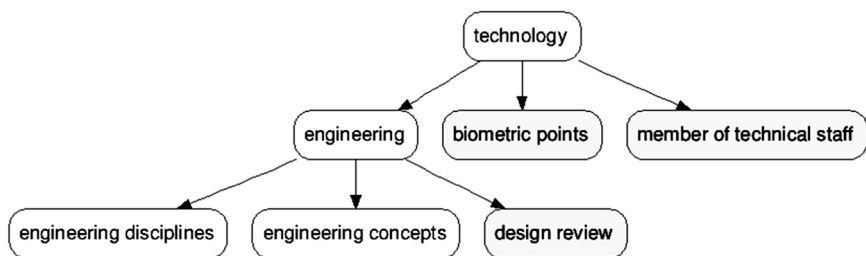 technology
engineering
biometric points
member of technical staff
engineering disciplines
engineering concepts
design review